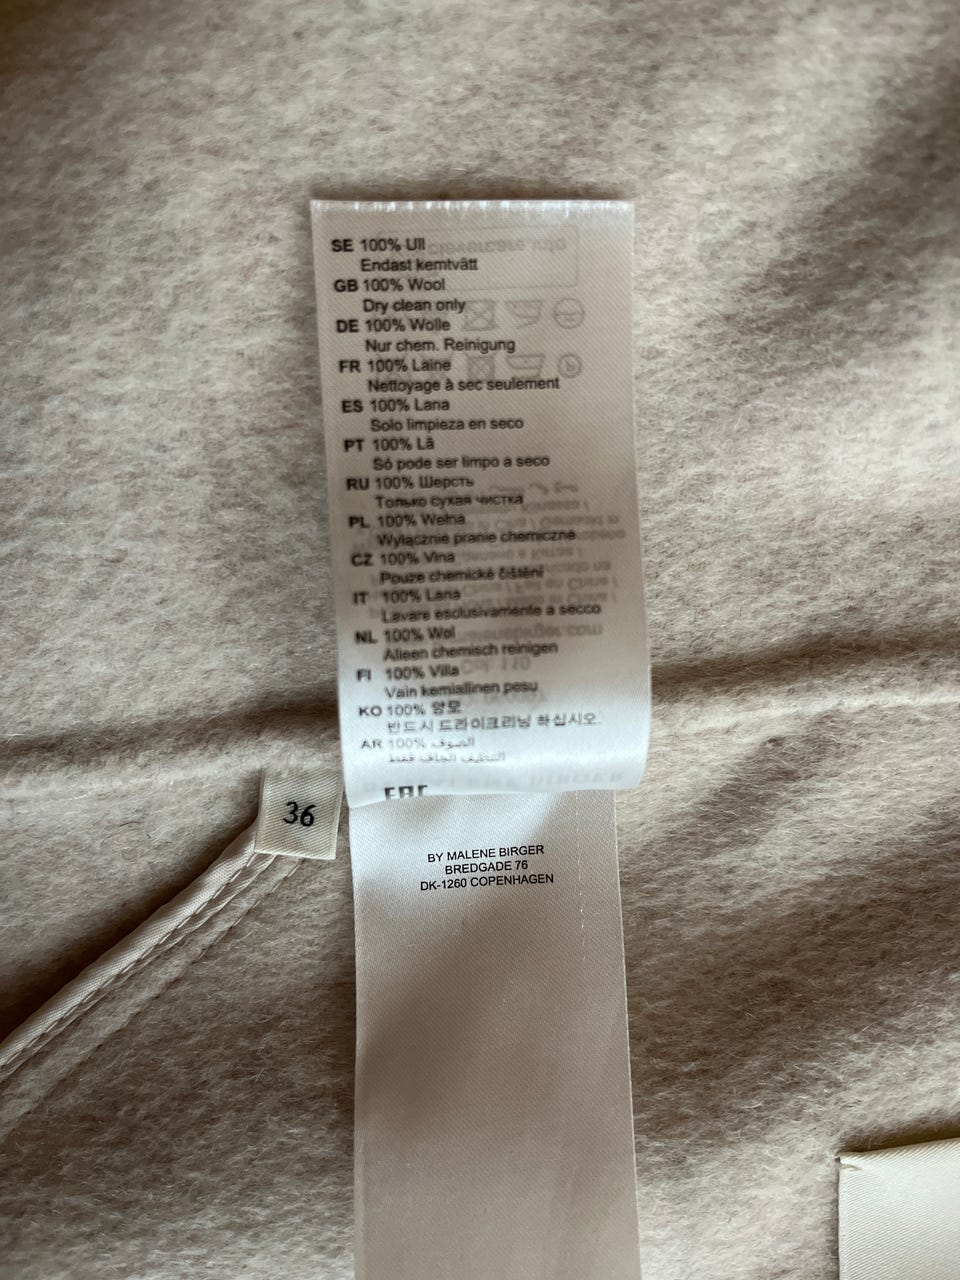 SE 100% Ull
Endast kemtvätt
GB 100% Wool
Dry clean only
DE 100% Wolle
Nur chem. Reinigung
FR 100% Laine
Nettoyage à sec seulement
ES 100% Lana
Solo limpieza en seco
PT 100% Lã
Só pode ser limpo a seco
RU 100% Шерсть
Только сухая чистка
PL 100% Wełna
Wyłącznie pranie chemiczne
CZ 100% Vlna
Pouze chemické čištění
IT 100% Lana
Lavare esclusivamente a secco
NL 100% Wol
Alleen chemisch reinigen
FI 100% Villa
Vain kemiallinen pesu
KO 100% 양모
반드시 드라이크리닝 하십시오.
AR 100% الصوف
التنظيف الجاف فقط
36
BY MALENE BIRGER
BREDGADE 76
DK-1260 COPENHAGEN